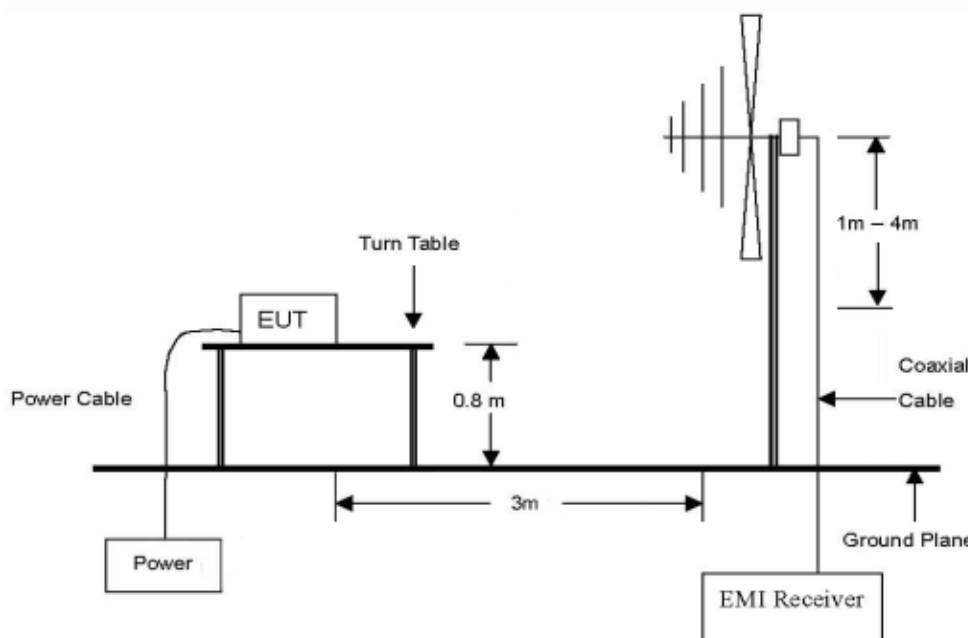 1m – 4m
Turn Table
EUT
Power Cable
0.8 m
Coaxial
Cable
3m
Ground Plane
Power
EMI Receiver